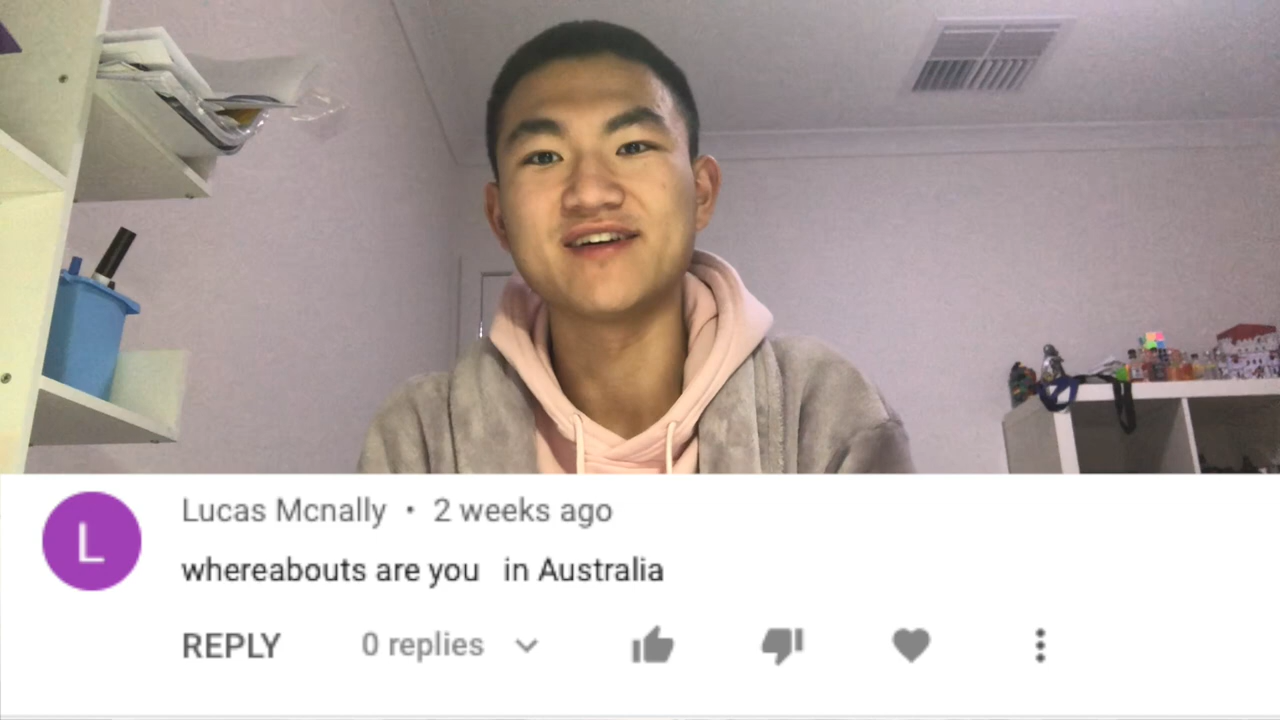 L
Lucas Mcnally • 2 weeks ago
whereabouts are you in Australia
REPLY 0 replies